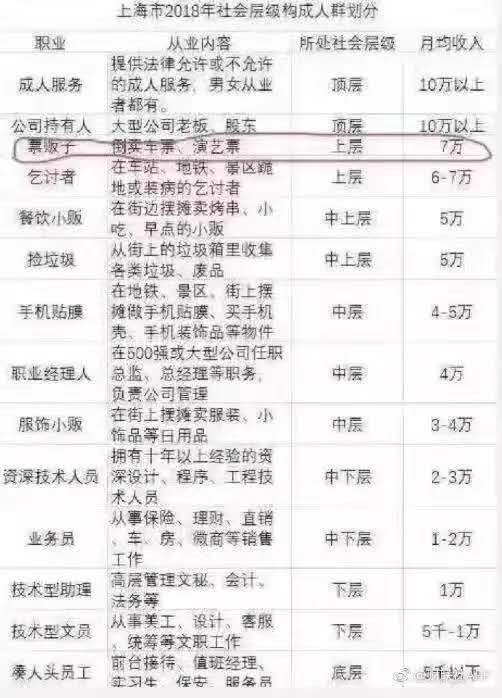 上海市2018年社会层级构成人群划分
职业 从业内容 所处社会层级 月均收入
成人服务 提供法律允许或不允许 顶层 10万以上
的成人服务，男女从业
者都有。
公司持有人 大型公司老板、股东 顶层 10万以上
票贩子 倒卖车票、演艺票 上层 7万
乞讨者 在车站、地铁、景区跪 上层 6-7万
地或装病的乞讨者
餐饮小贩 在街边摆摊卖烤串、小 中上层 5万
吃、早点的小贩
捡垃圾 从街上的垃圾箱里收集 中上层 5万
各类垃圾、废品
手机贴膜 在地铁、景区、街上摆 中层 4-5万
摊做手机贴膜、买手机
壳、手机装饰品等物件
职业经理人 在500强或大型公司任职 中层 4万
总监、总经理等职务，
负责公司管理
服饰小贩 在街上摆摊卖服装、小 中层 3-4万
饰品等日用品
资深技术人员 拥有十年以上经验的资 中下层 2-3万
深设计、程序、工程技
术人员
业务员 从事保险、理财、直销 中下层 1-2万
、车、房、微商等销售
工作
技术型助理 高层管理文秘、会计、 下层 1万
法务等
技术型文员 从事美工、设计、客服 下层 5千-1万
、统筹等文职工作
凑人头员工 前台接待、值班经理、 底层
实习生、保安、服务员